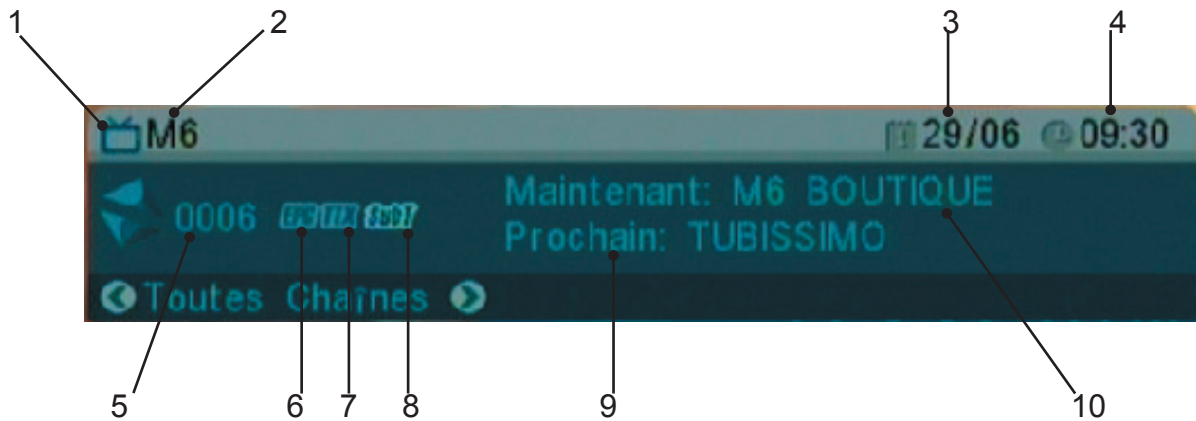 1 2 3 4
M6 29/06 09:30
Maintenant: M6 BOUTIQUE
0006 EPG TTX SUBT
Prochain: TUBISSIMO
Toutes Chaînes
5 6 7 8 9 10